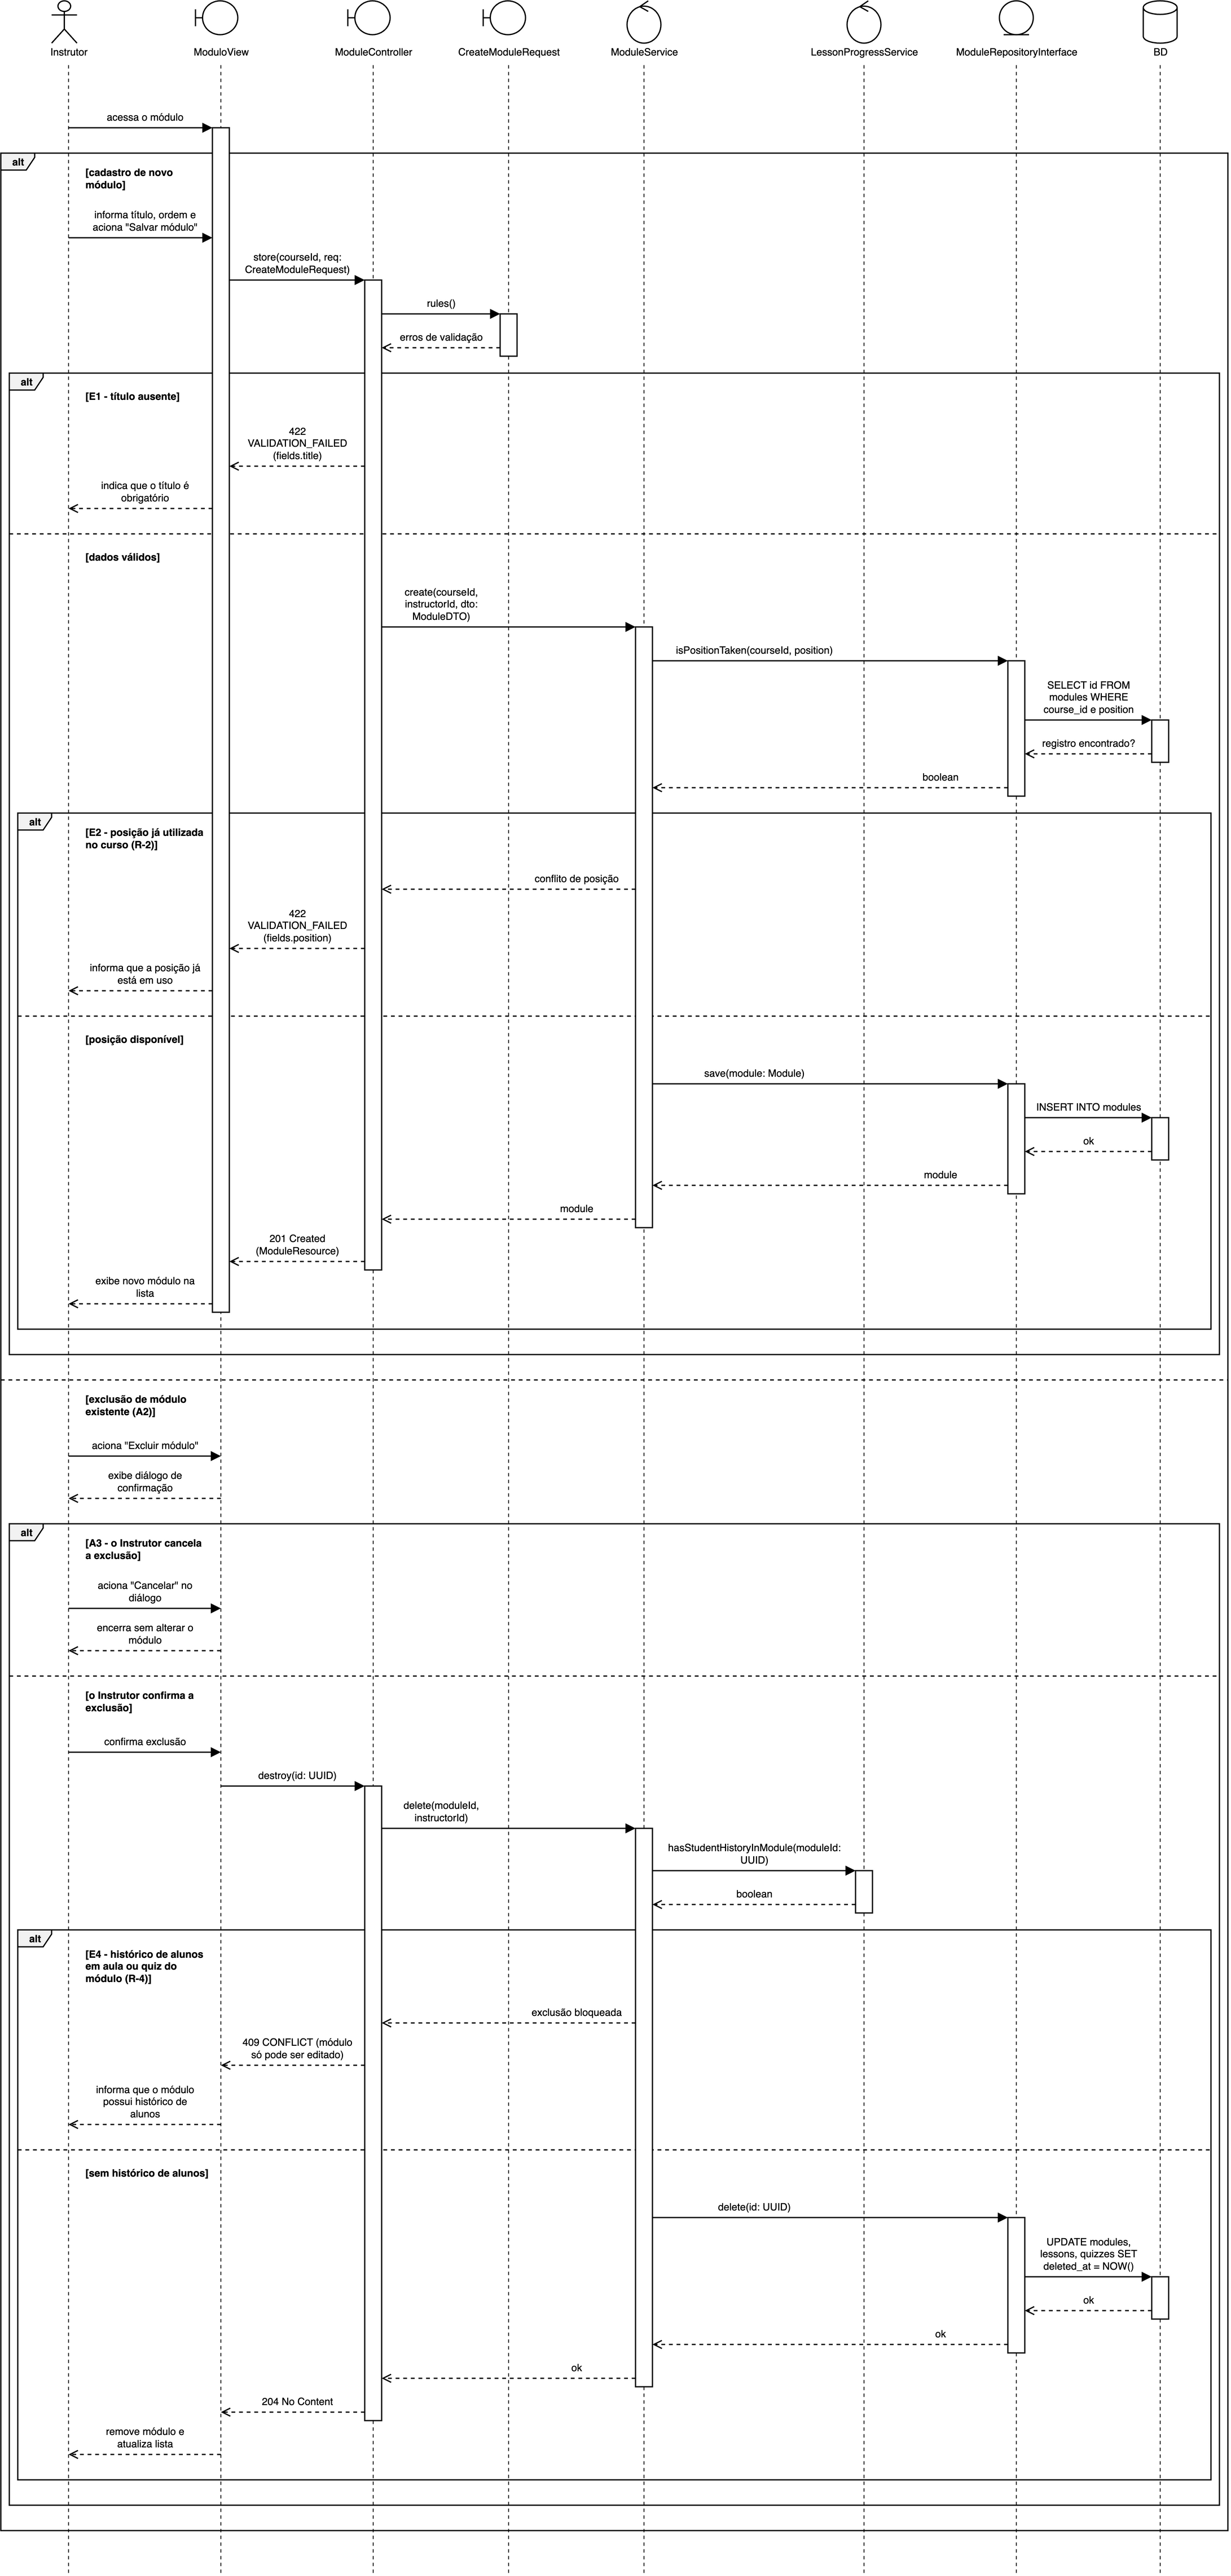 Instrutor
ModuloView
ModuleController
CreateModuleRequest
ModuleService
LessonProgressService
ModuleRepositoryInterface
BD
acessa o módulo
alt
[cadastro de novo
módulo]
informa título, ordem e
aciona "Salvar módulo"
store(courseId, req:
CreateModuleRequest)
rules()
erros de validação
alt
[E1 - título ausente]
422
VALIDATION_FAILED
(fields.title)
indica que o título é
obrigatório
[dados válidos]
create(courseId,
instructorId, dto:
ModuleDTO)
isPositionTaken(courseId, position)
SELECT id FROM
modules WHERE
course_id e position
registro encontrado?
boolean
alt
[E2 - posição já utilizada
no curso (R-2)]
conflito de posição
422
VALIDATION_FAILED
(fields.position)
informa que a posição já
está em uso
[posição disponível]
save(module: Module)
INSERT INTO modules
ok
module
module
201 Created
(ModuleResource)
exibe novo módulo na
lista
[exclusão de módulo
existente (A2)]
aciona "Excluir módulo"
exibe diálogo de
confirmação
alt
[A3 - o Instrutor cancela
a exclusão]
aciona "Cancelar" no
diálogo
encerra sem alterar o
módulo
[o Instrutor confirma a
exclusão]
confirma exclusão
destroy(id: UUID)
delete(moduleId,
instructorId)
hasStudentHistoryInModule(moduleId:
UUID)
boolean
alt
[E4 - histórico de alunos
em aula ou quiz do
módulo (R-4)]
exclusão bloqueada
409 CONFLICT (módulo
só pode ser editado)
informa que o módulo
possui histórico de
alunos
[sem histórico de alunos]
delete(id: UUID)
UPDATE modules,
lessons, quizzes SET
deleted_at = NOW()
ok
ok
ok
204 No Content
remove módulo e
atualiza lista